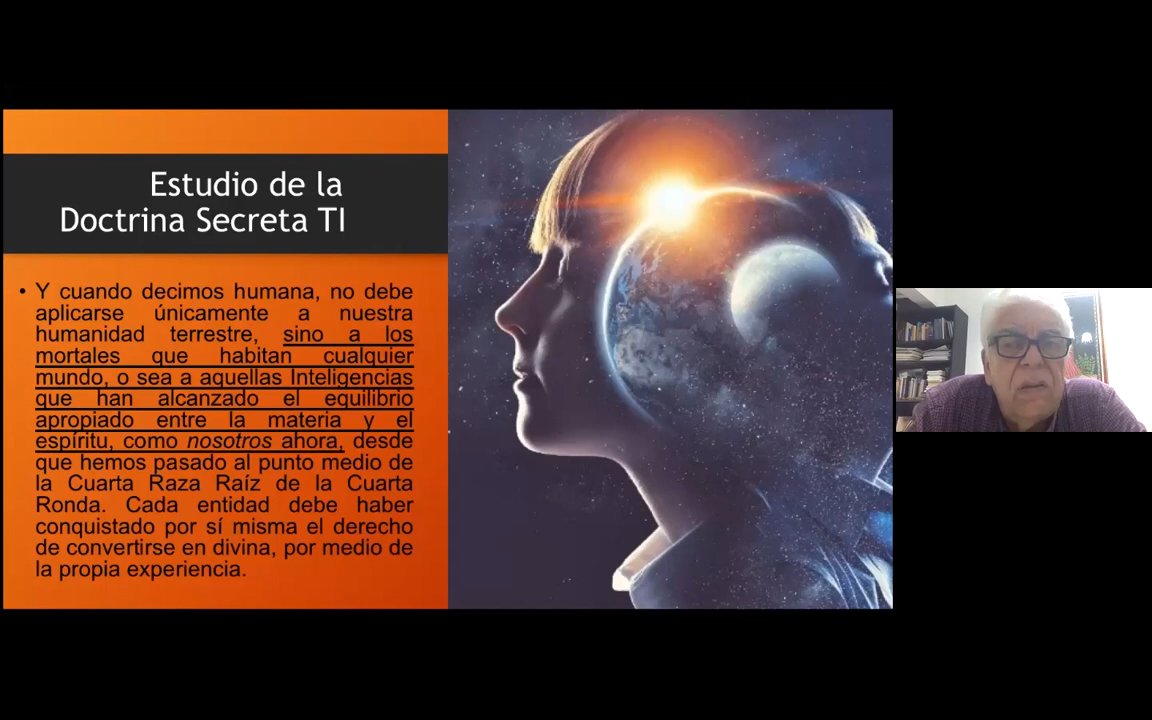 Estudio de la
Doctrina Secreta TI
• Y cuando decimos humana, no debe
aplicarse únicamente a nuestra
humanidad terrestre, sino a los
mortales que habitan cualquier
mundo, o sea a aquellas Inteligencias
que han alcanzado el equilibrio
apropiado entre la materia y el
espíritu, como nosotros ahora, desde
que hemos pasado al punto medio de
la Cuarta Raza Raíz de la Cuarta
Ronda. Cada entidad debe haber
conquistado por sí misma el derecho
de convertirse en divina, por medio de
la propia experiencia.